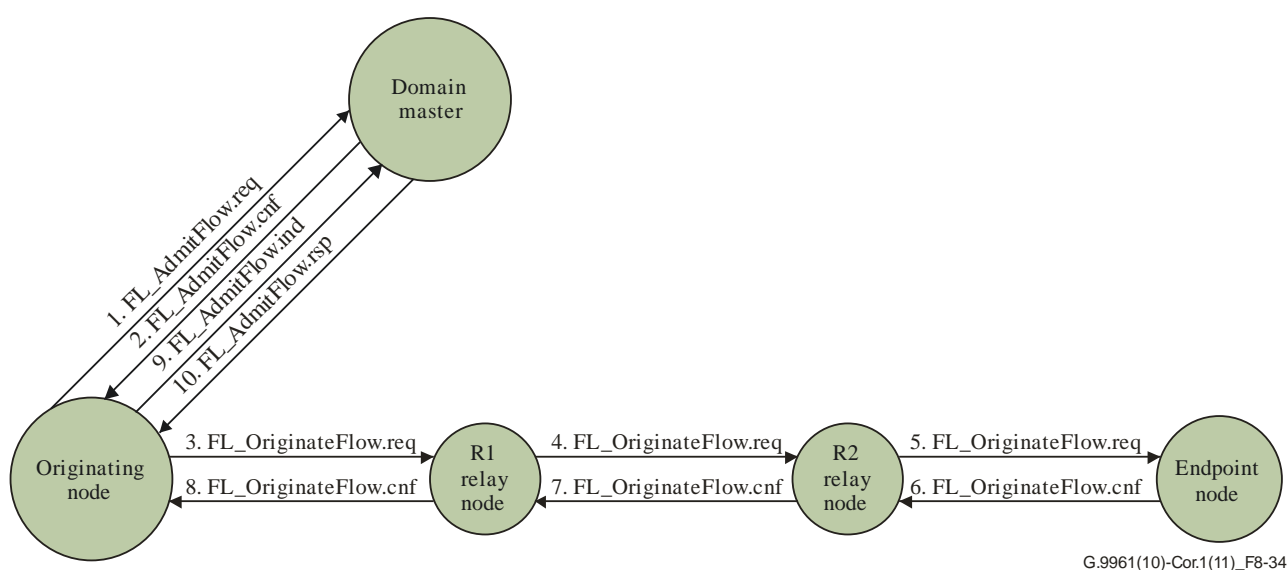 Domain
master
1. FL_AdmitFlow.req
2. FL_AdmitFlow.cnf
9. FL_AdmitFlow.ind
10. FL_AdmitFlow.rsp
Originating
node
3. FL_OriginateFlow.req
8. FL_OriginateFlow.cnf
R1
relay
node
4. FL_OriginateFlow.req
7. FL_OriginateFlow.cnf
R2
relay
node
5. FL_OriginateFlow.req
6. FL_OriginateFlow.cnf
Endpoint
node
G.9961(10)-Cor.1(11)_F8-34